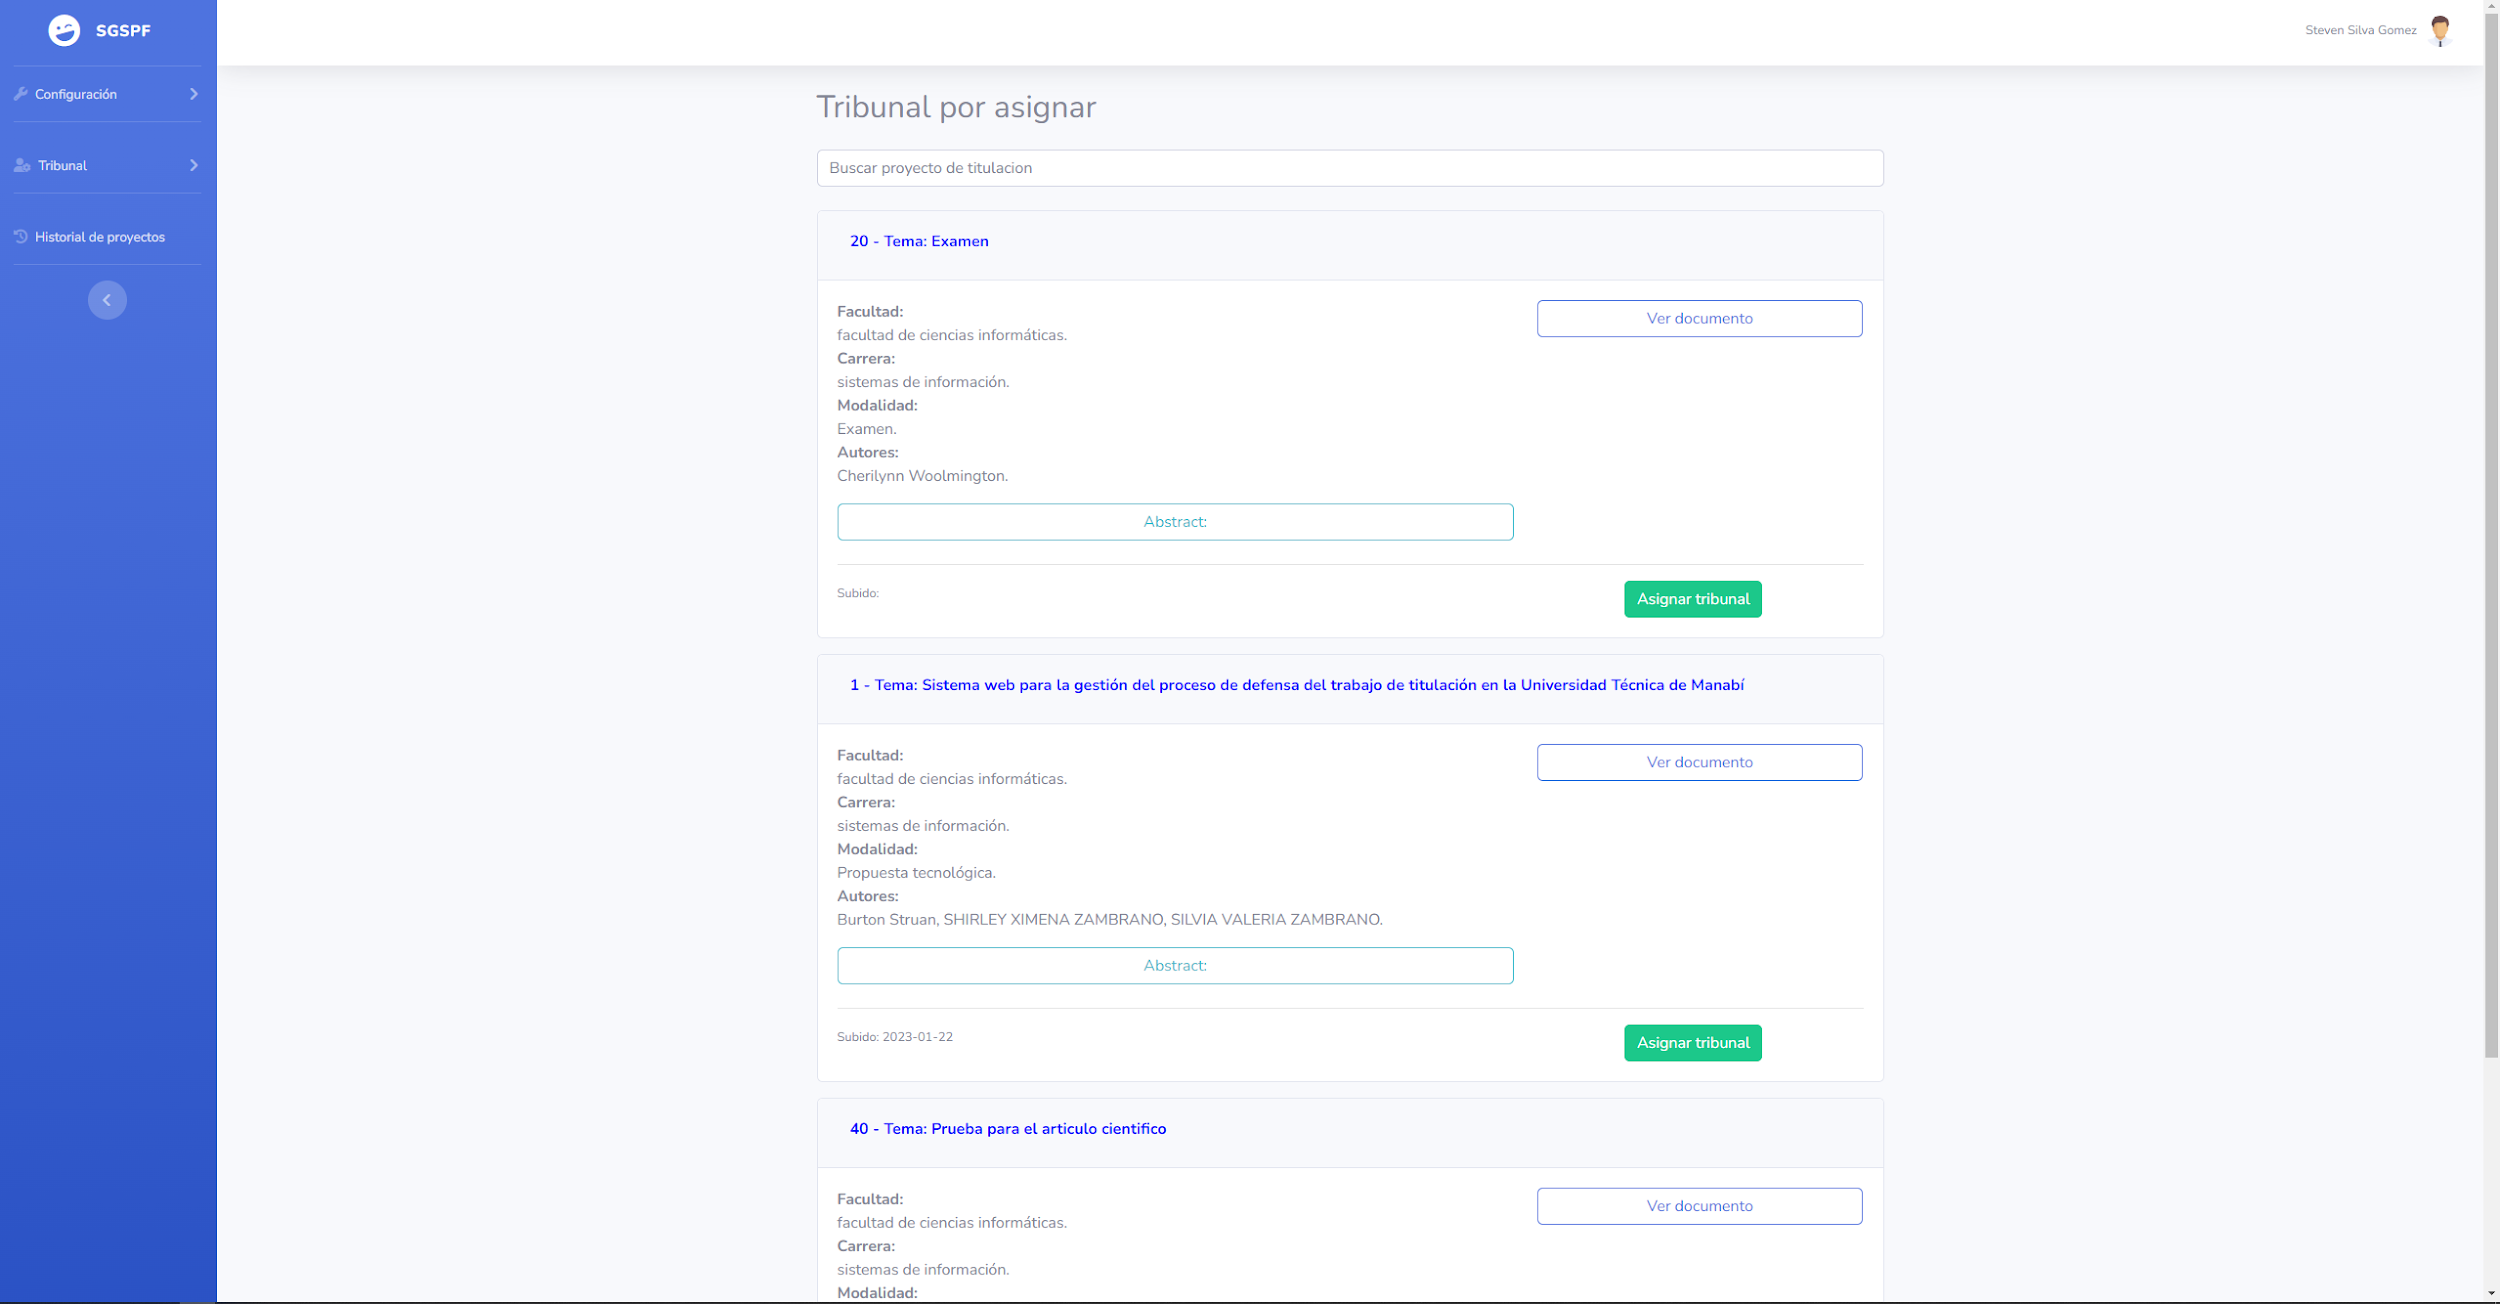 SGSPF
Steven Silva Gomez
Configuración
Tribunal
Historial de proyectos
Tribunal por asignar
Buscar proyecto de titulacion
20 - Tema: Examen
Facultad:
facultad de ciencias informáticas.
Carrera:
sistemas de información.
Modalidad:
Examen.
Autores:
Cherilynn Woolmington.
Ver documento
Abstract:
Subido:
Asignar tribunal
1 - Tema: Sistema web para la gestión del proceso de defensa del trabajo de titulación en la Universidad Técnica de Manabí
Facultad:
facultad de ciencias informáticas.
Carrera:
sistemas de información.
Modalidad:
Propuesta tecnológica.
Autores:
Burton Struan, SHIRLEY XIMENA ZAMBRANO, SILVIA VALERIA ZAMBRANO.
Ver documento
Abstract:
Subido: 2023-01-22
Asignar tribunal
40 - Tema: Prueba para el articulo cientifico
Facultad:
facultad de ciencias informáticas.
Carrera:
sistemas de información.
Modalidad:
Ver documento